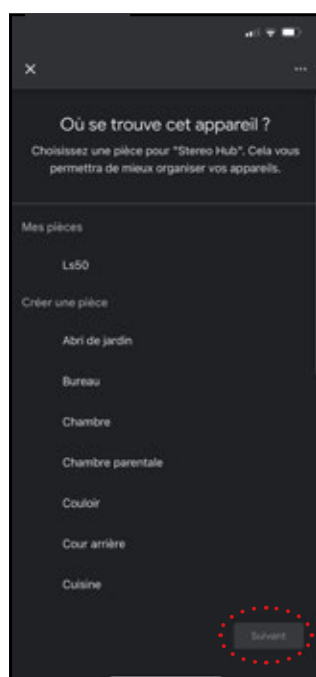 Où se trouve cet appareil ?
Choisissez une pièce pour "Stereo Hub". Cela vous
permettra de mieux organiser vos appareils.
Mes pièces
Ls50
Créer une pièce
Abri de jardin
Bureau
Chambre
Chambre parentale
Couloir
Cour arrière
Cuisine
Suivant